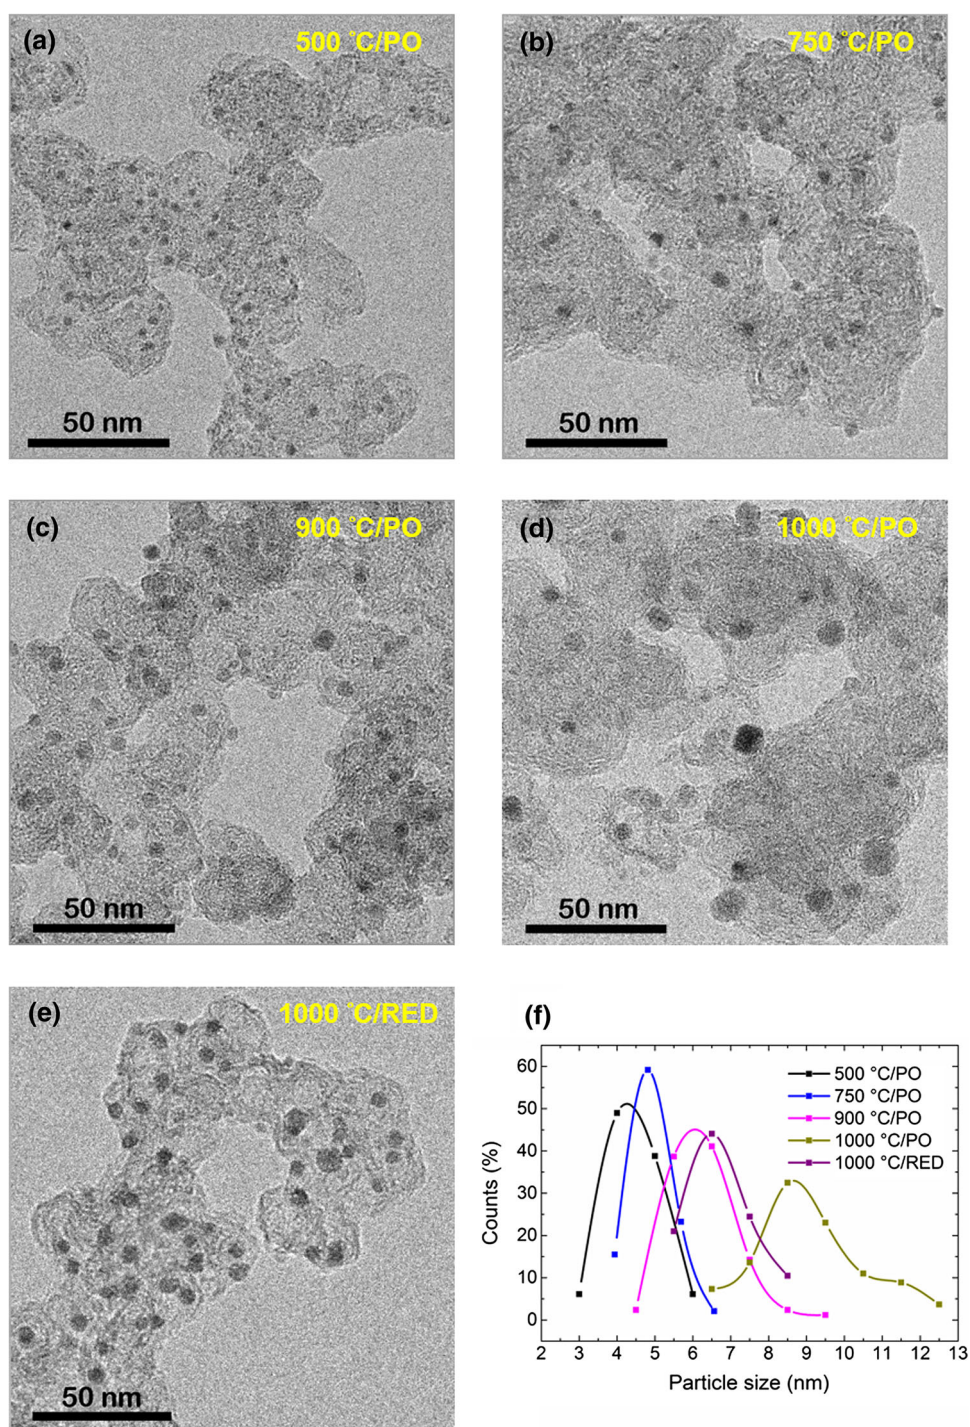 (a) 500 °C/PO
50 nm
(b) 750 °C/PO
50 nm
(c) 900 °C/PO
50 nm
(d) 1000 °C/PO
50 nm
(e) 1000 °C/RED
50 nm
(f)
60
50
40
30
20
10
0
Counts (%)
500 °C/PO
750 °C/PO
900 °C/PO
1000 °C/PO
1000 °C/RED
2 3 4 5 6 7 8 9 10 11 12 13
Particle size (nm)